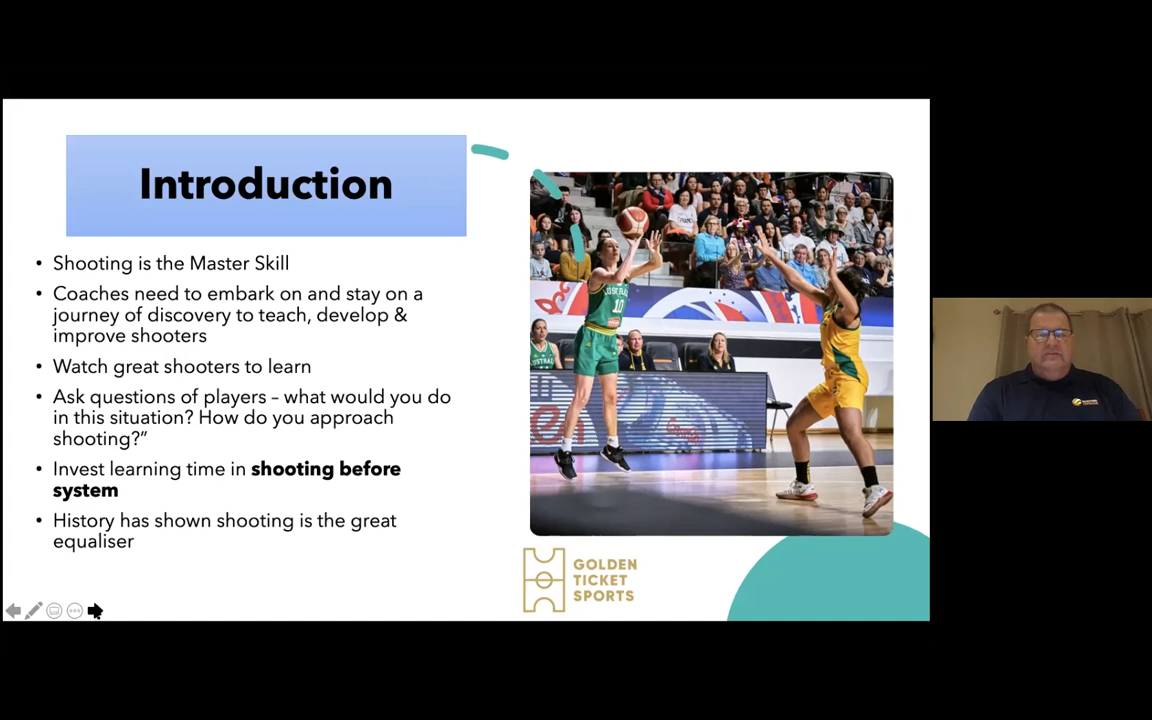 Introduction
• Shooting is the Master Skill
• Coaches need to embark on and stay on a
journey of discovery to teach, develop &
improve shooters
• Watch great shooters to learn
• Ask questions of players – what would you do
in this situation? How do you approach
shooting?”
• Invest learning time in shooting before
system
• History has shown shooting is the great
equaliser
10
GOLDEN
TICKET
SPORTS